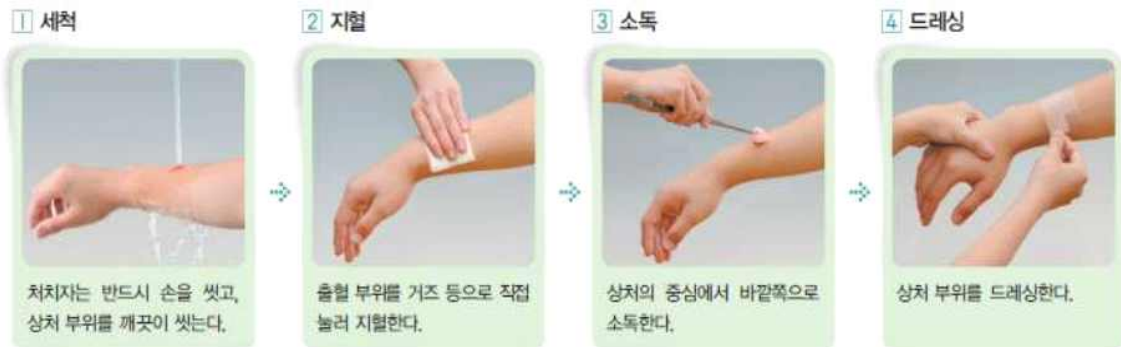 1 세척
2 지혈
3 소독
4 드레싱
처치자는 반드시 손을 씻고,
상처 부위를 깨끗이 씻는다.
출혈 부위를 거즈 등으로 직접
눌러 지혈한다.
상처의 중심에서 바깥쪽으로
소독한다.
상처 부위를 드레싱한다.